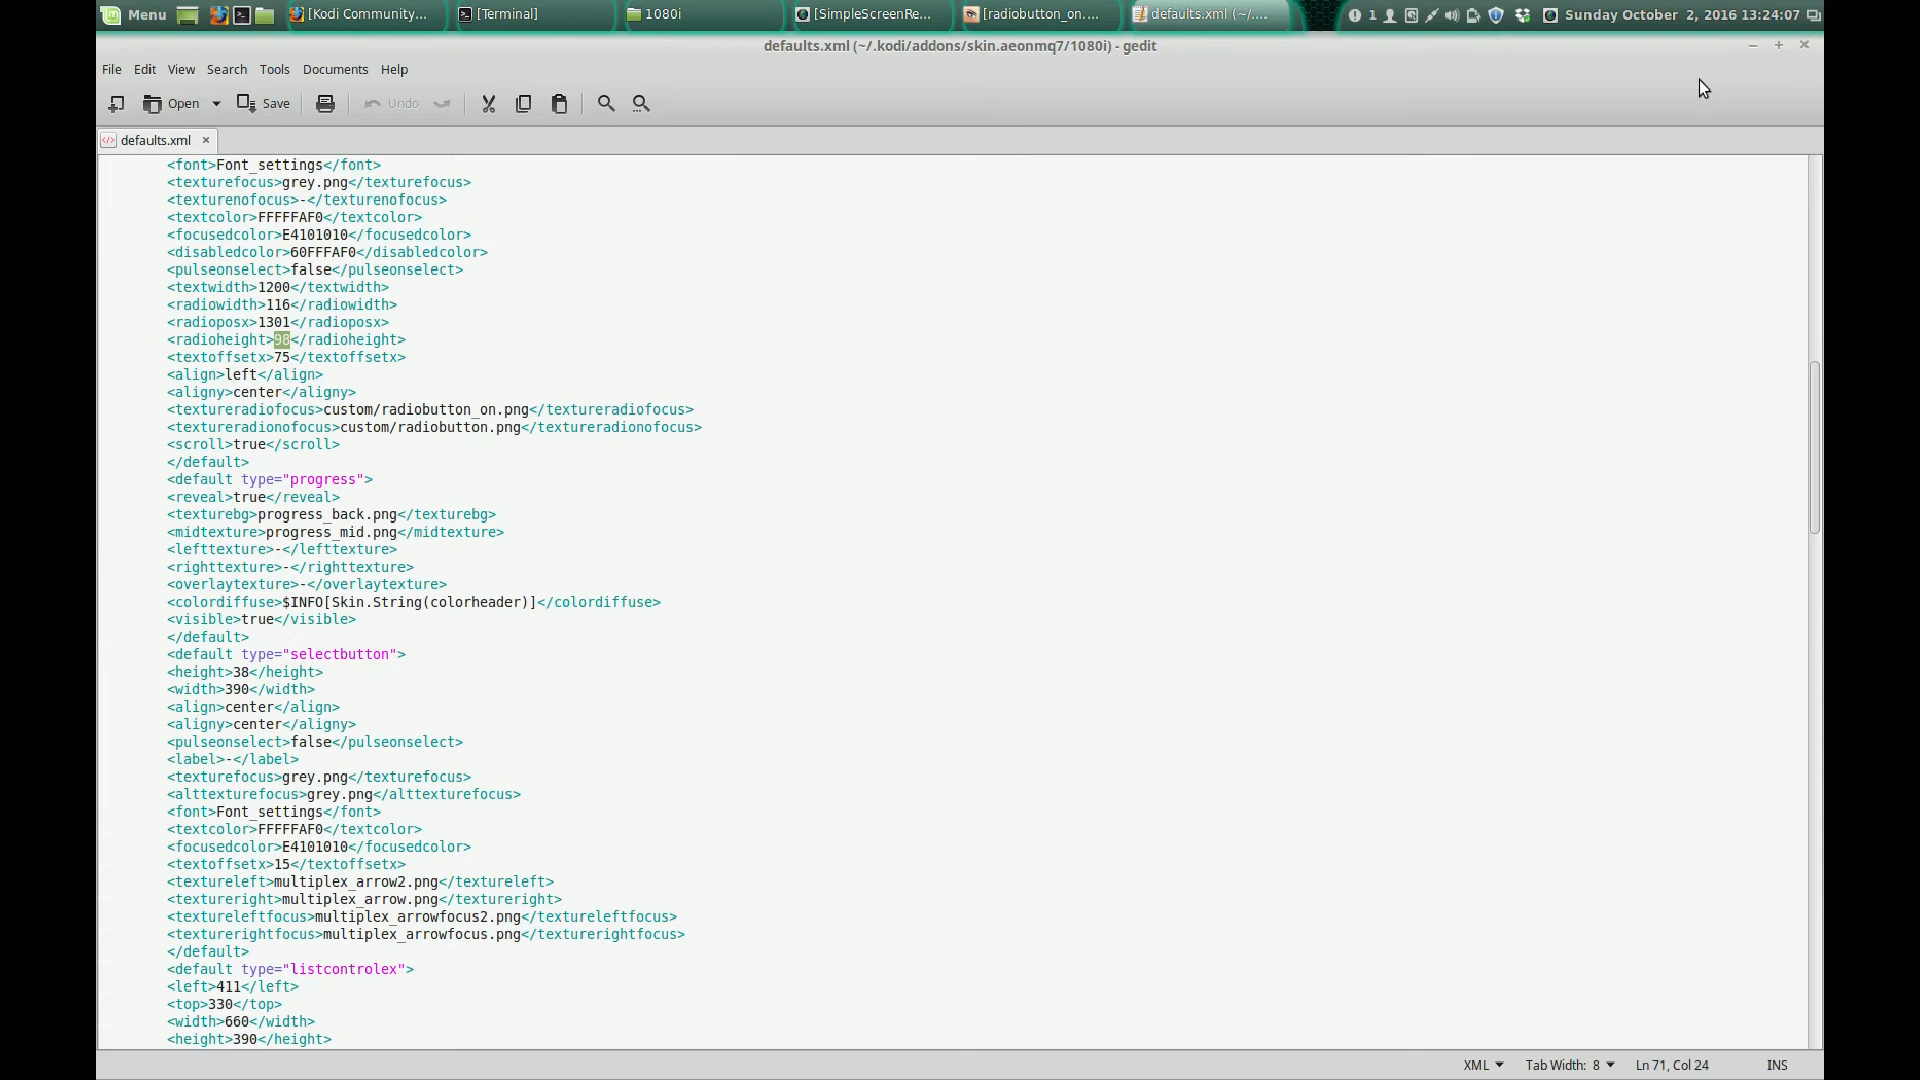 Menu
[Kodi Community...
[Terminal]
1080i
[SimpleScreenRe...
[radiobutton_on....
defaults.xml (~/....
1
Sunday October  2, 2016 13:24:07
defaults.xml (~/.kodi/addons/skin.aeonmq7/1080i) - gedit
File Edit View Search Tools Documents Help
Open Save Undo
defaults.xml
<font>Font_settings</font>
<texturefocus>grey.png</texturefocus>
<texturenofocus>-</texturenofocus>
<textcolor>FFFFFAF0</textcolor>
<focusedcolor>E4101010</focusedcolor>
<disabledcolor>60FFFAF0</disabledcolor>
<pulseonselect>false</pulseonselect>
<textwidth>1200</textwidth>
<radiowidth>116</radiowidth>
<radioposx>1301</radioposx>
<radioheight>98</radioheight>
<textoffsetx>75</textoffsetx>
<align>left</align>
<aligny>center</aligny>
<textureradiofocus>custom/radiobutton_on.png</textureradiofocus>
<textureradionofocus>custom/radiobutton.png</textureradionofocus>
<scroll>true</scroll>
</default>
<default type="progress">
<reveal>true</reveal>
<texturebg>progress_back.png</texturebg>
<midtexture>progress_mid.png</midtexture>
<lefttexture>-</lefttexture>
<righttexture>-</righttexture>
<overlaytexture>-</overlaytexture>
<colordiffuse>$INFO[Skin.String(colorheader)]</colordiffuse>
<visible>true</visible>
</default>
<default type="selectbutton">
<height>38</height>
<width>390</width>
<align>center</align>
<aligny>center</aligny>
<pulseonselect>false</pulseonselect>
<label>-</label>
<texturefocus>grey.png</texturefocus>
<alttexturefocus>grey.png</alttexturefocus>
<font>Font_settings</font>
<textcolor>FFFFFAF0</textcolor>
<focusedcolor>E4101010</focusedcolor>
<textoffsetx>15</textoffsetx>
<textureleft>multiplex_arrow2.png</textureleft>
<textureright>multiplex_arrow.png</textureright>
<textureleftfocus>multiplex_arrowfocus2.png</textureleftfocus>
<texturerightfocus>multiplex_arrowfocus.png</texturerightfocus>
</default>
<default type="listcontrolex">
<left>411</left>
<top>330</top>
<width>660</width>
<height>390</height>
XML Tab Width: 8 Ln 71, Col 24 INS